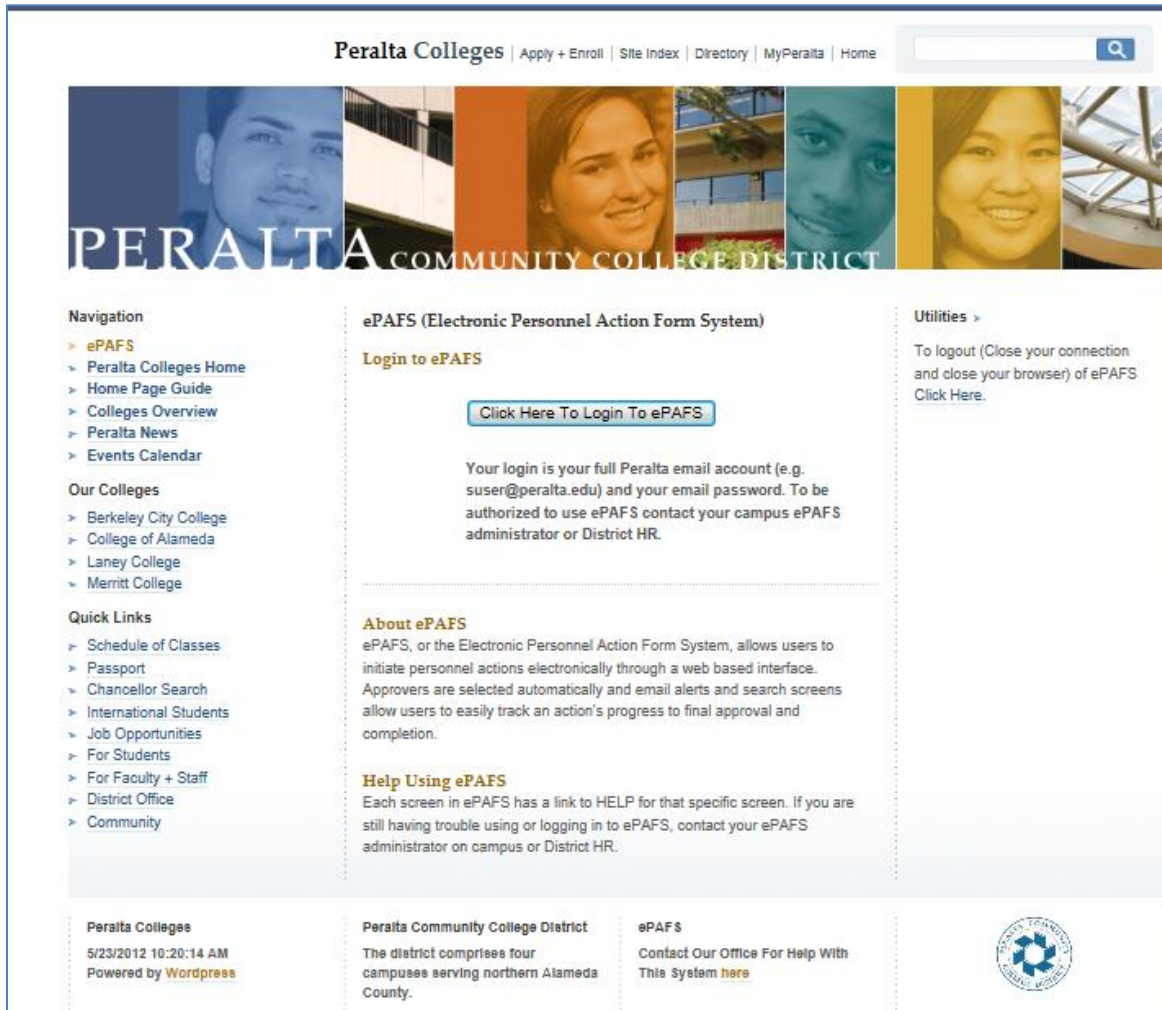 Peralta Colleges | Apply + Enroll | Site Index | Directory | MyPeralta | Home
PERALTA COMMUNITY COLLEGE DISTRICT
Navigation
ePAFS
Peralta Colleges Home
Home Page Guide
Colleges Overview
Peralta News
Events Calendar
Our Colleges
Berkeley City College
College of Alameda
Laney College
Merritt College
Quick Links
Schedule of Classes
Passport
Chancellor Search
International Students
Job Opportunities
For Students
For Faculty + Staff
District Office
Community
ePAFS (Electronic Personnel Action Form System)
Login to ePAFS
Click Here To Login To ePAFS
Your login is your full Peralta email account (e.g.
suser@peralta.edu) and your email password. To be
authorized to use ePAFS contact your campus ePAFS
administrator or District HR.
About ePAFS
ePAFS, or the Electronic Personnel Action Form System, allows users to
initiate personnel actions electronically through a web based interface.
Approvers are selected automatically and email alerts and search screens
allow users to easily track an action's progress to final approval and
completion.
Help Using ePAFS
Each screen in ePAFS has a link to HELP for that specific screen. If you are
still having trouble using or logging in to ePAFS, contact your ePAFS
administrator on campus or District HR.
Utilities
To logout (Close your connection
and close your browser) of ePAFS
Click Here.
Peralta Colleges
5/23/2012 10:20:14 AM
Powered by Wordpress
Peralta Community College District
The district comprises four
campuses serving northern Alameda
County.
ePAFS
Contact Our Office For Help With
This System here
PERALTA COMMUNITY
COLLEGE DISTRICT